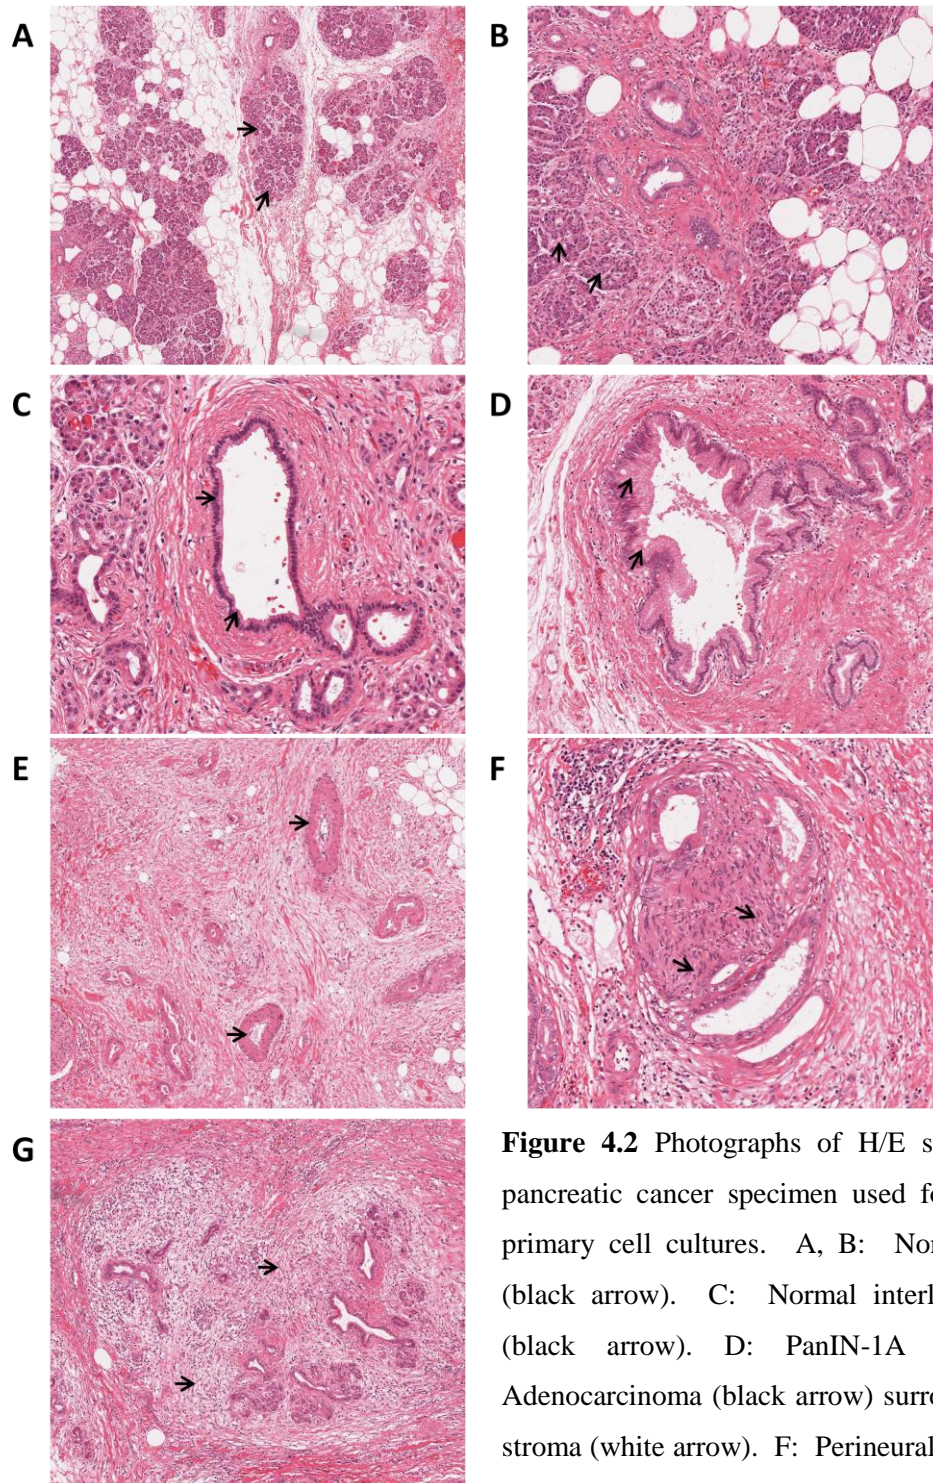 A
B
C
D
E
F
G
Figure 4.2 Photographs of H/E s
pancreatic cancer specimen used fo
primary cell cultures. A, B: Nor
(black arrow). C: Normal interl
(black arrow). D: PanIN-1A
Adenocarcinoma (black arrow) surro
stroma (white arrow). F: Perineural